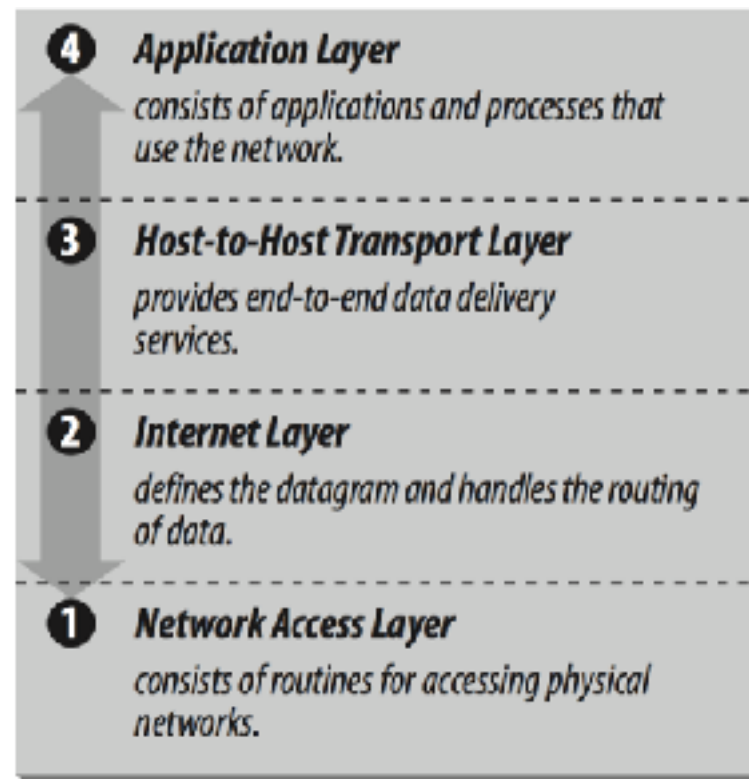 4 Application Layer
consists of applications and processes that
use the network.
3 Host-to-Host Transport Layer
provides end-to-end data delivery
services.
2 Internet Layer
defines the datagram and handles the routing
of data.
1 Network Access Layer
consists of routines for accessing physical
networks.